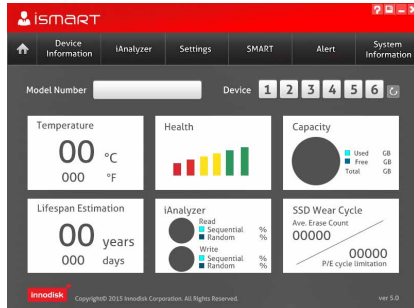 ismart
? 
Device Information
iAnalyzer
Settings
SMART
Alert
System Information
Model Number
Device 1 2 3 4 5 6
Temperature
00 °C
000 °F
Health
Capacity
Used GB
Free GB
Total GB
Lifespan Estimation
00 years
000 days
iAnalyzer
Read
Sequential %
Random %
Write
Sequential %
Random %
SSD Wear Cycle
Ave. Erase Count
00000
00000
P/E cycle limitation
innodisk
Copyright© 2015 Innodisk Corporation. All Rights Reserved.
ver 5.0